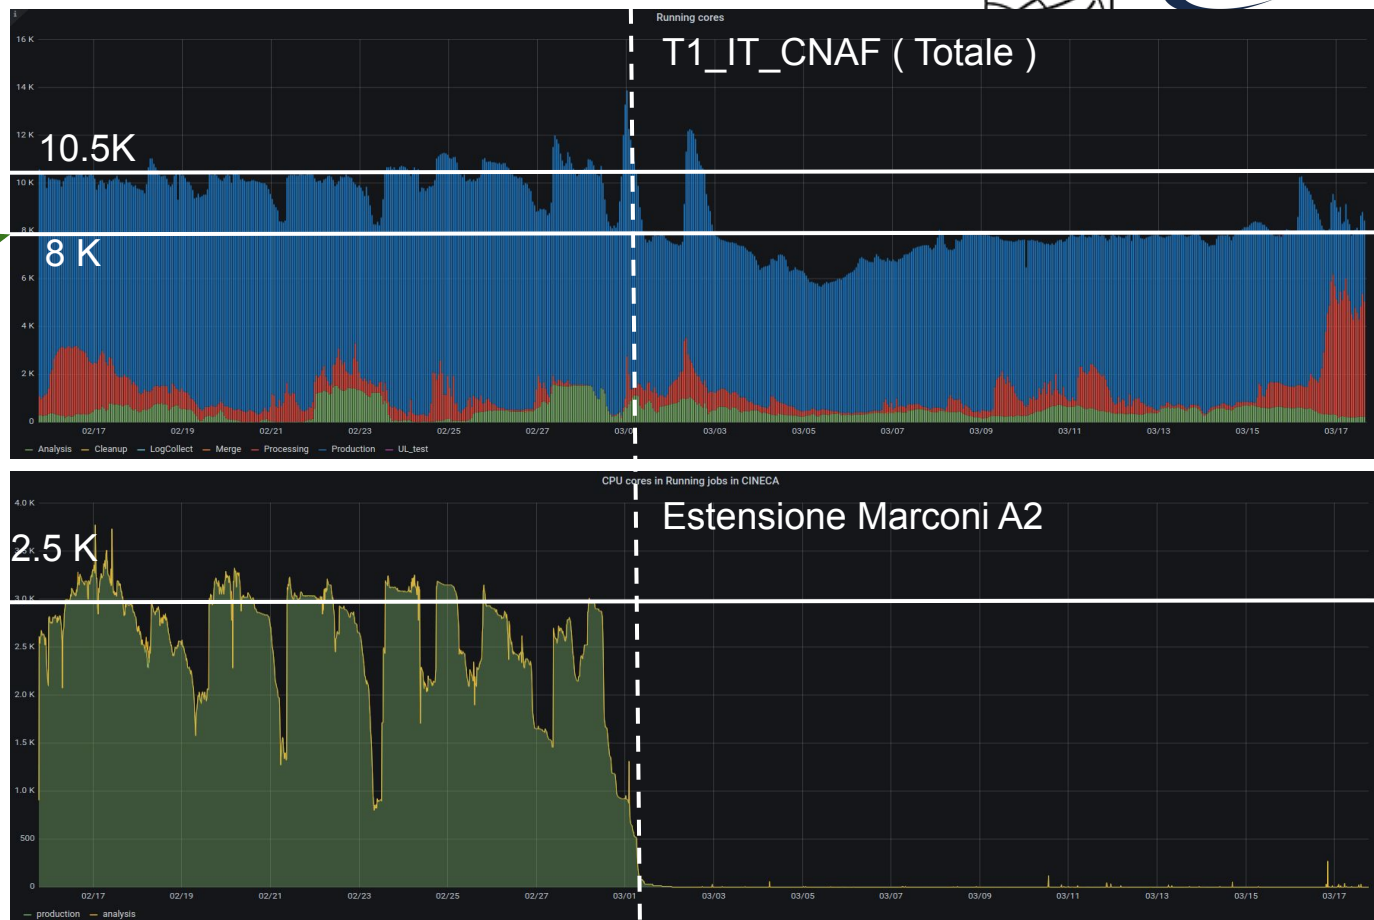 Running cores
T1_IT_CNAF ( Totale )
16 K
14 K
12 K
10.5K
10 K
8 K
8 K
6 K
4 K
2 K
0
02/17 02/19 02/21 02/23 02/25 02/27 03/01 03/03 03/05 03/07 03/09 03/11 03/13 03/15 03/17
Analysis Cleanup LogCollect Merge Processing Production UL_test
CPU cores in Running jobs in CINECA
Estensione Marconi A2
4.0 K
2.5 K
3.5 K
3.0 K
2.5 K
2.0 K
1.5 K
1.0 K
500
0
02/17 02/19 02/21 02/23 02/25 02/27 03/01 03/03 03/05 03/07 03/09 03/11 03/13 03/15 03/17
production analysis